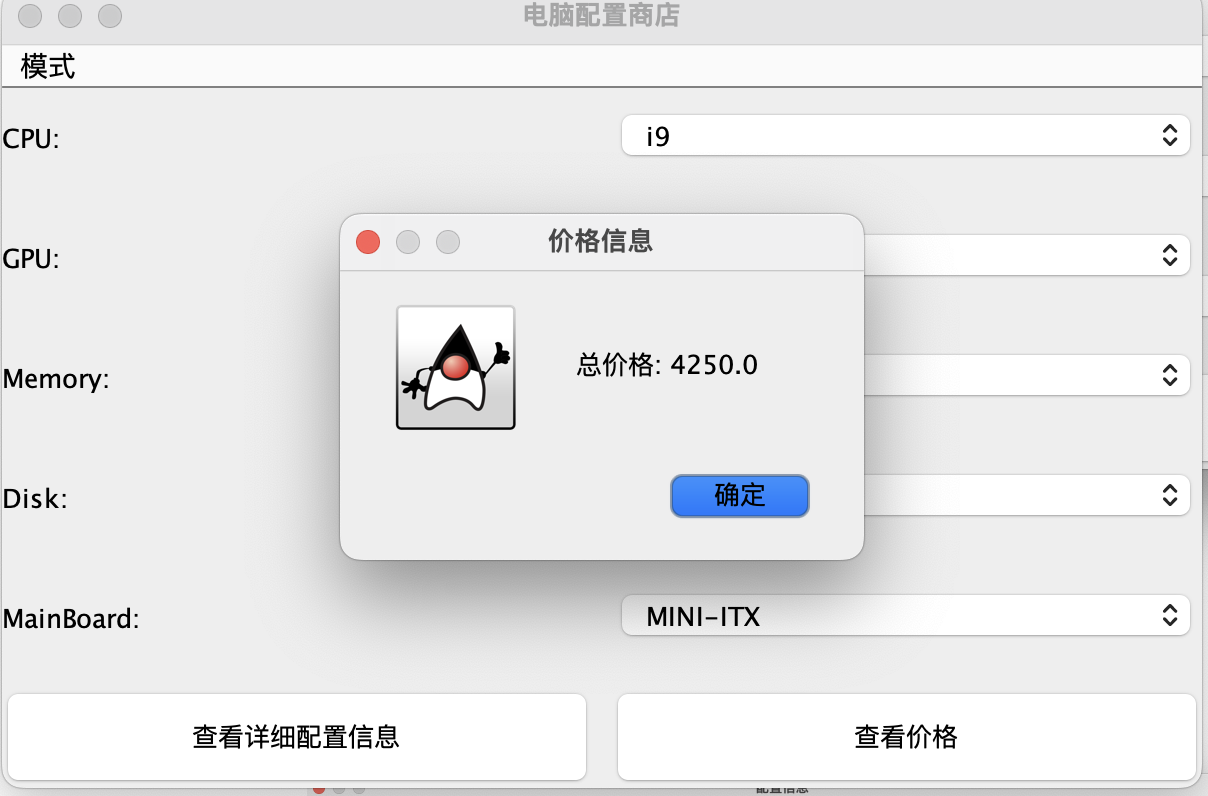 电脑配置商店
模式
CPU:
i9
GPU:
价格信息
总价格: 4250.0
Memory:
Disk:
确定
MainBoard:
MINI-ITX
查看详细配置信息
查看价格
配置信息